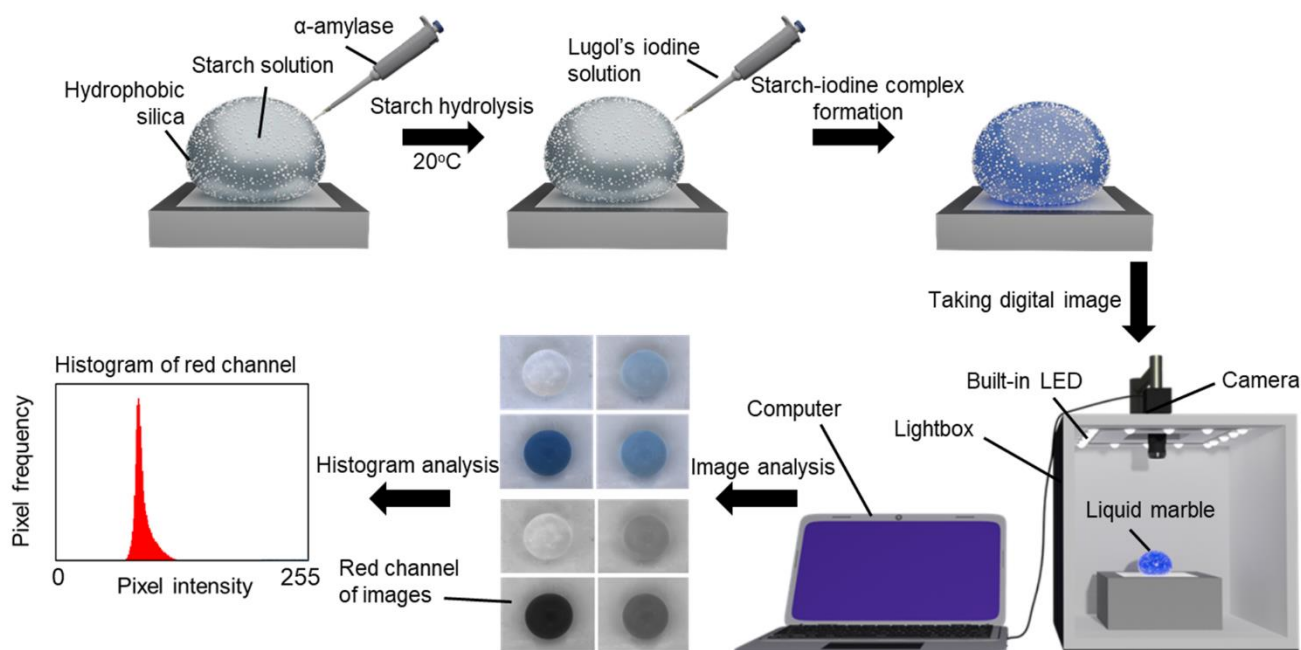 α-amylase
Starch solution
Hydrophobic
silica
Starch hydrolysis
20°C
Lugol's iodine
solution
Starch-iodine complex
formation
Taking digital image
Built-in LED
Camera
Lightbox
Liquid marble
Computer
Image analysis
Red channel
of images
Histogram analysis
Histogram of red channel
Pixel frequency
0
255
Pixel intensity